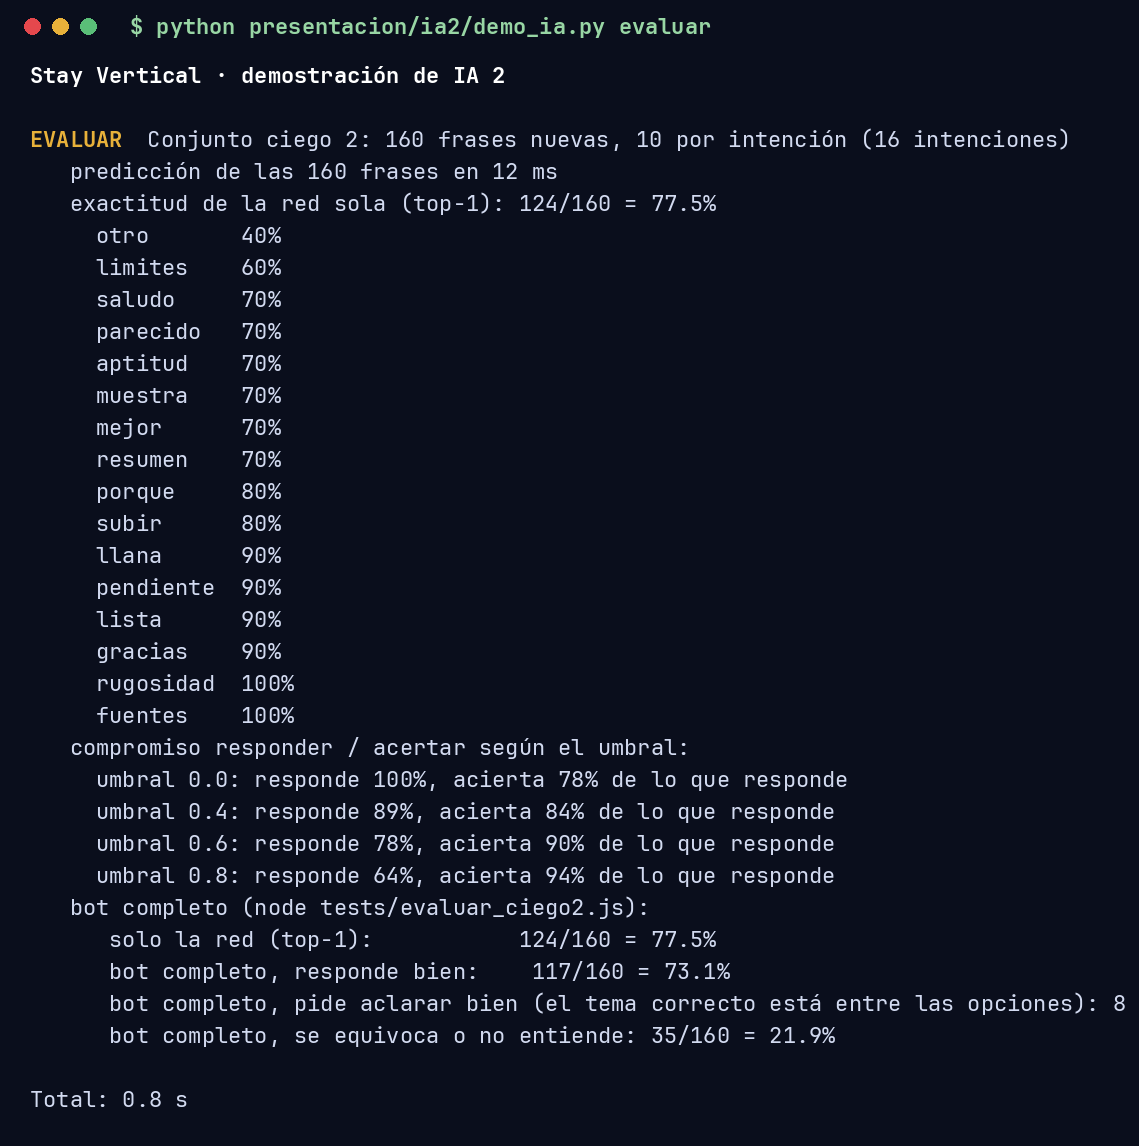 $ python presentacion/ia2/demo_ia.py evaluar
Stay Vertical · demostración de IA 2
EVALUAR  Conjunto ciego 2: 160 frases nuevas, 10 por intención (16 intenciones)
predicción de las 160 frases en 12 ms
exactitud de la red sola (top-1): 124/160 = 77.5%
otro       40%
limites    60%
saludo     70%
parecido   70%
aptitud    70%
muestra    70%
mejor      70%
resumen    70%
porque     80%
subir      80%
llana      90%
pendiente  90%
lista      90%
gracias    90%
rugosidad  100%
fuentes    100%
compromiso responder / acertar según el umbral:
umbral 0.0: responde 100%, acierta 78% de lo que responde
umbral 0.4: responde 89%, acierta 84% de lo que responde
umbral 0.6: responde 78%, acierta 90% de lo que responde
umbral 0.8: responde 64%, acierta 94% de lo que responde
bot completo (node tests/evaluar_ciego2.js):
solo la red (top-1):           124/160 = 77.5%
bot completo, responde bien:    117/160 = 73.1%
bot completo, pide aclarar bien (el tema correcto está entre las opciones): 8
bot completo, se equivoca o no entiende: 35/160 = 21.9%
Total: 0.8 s